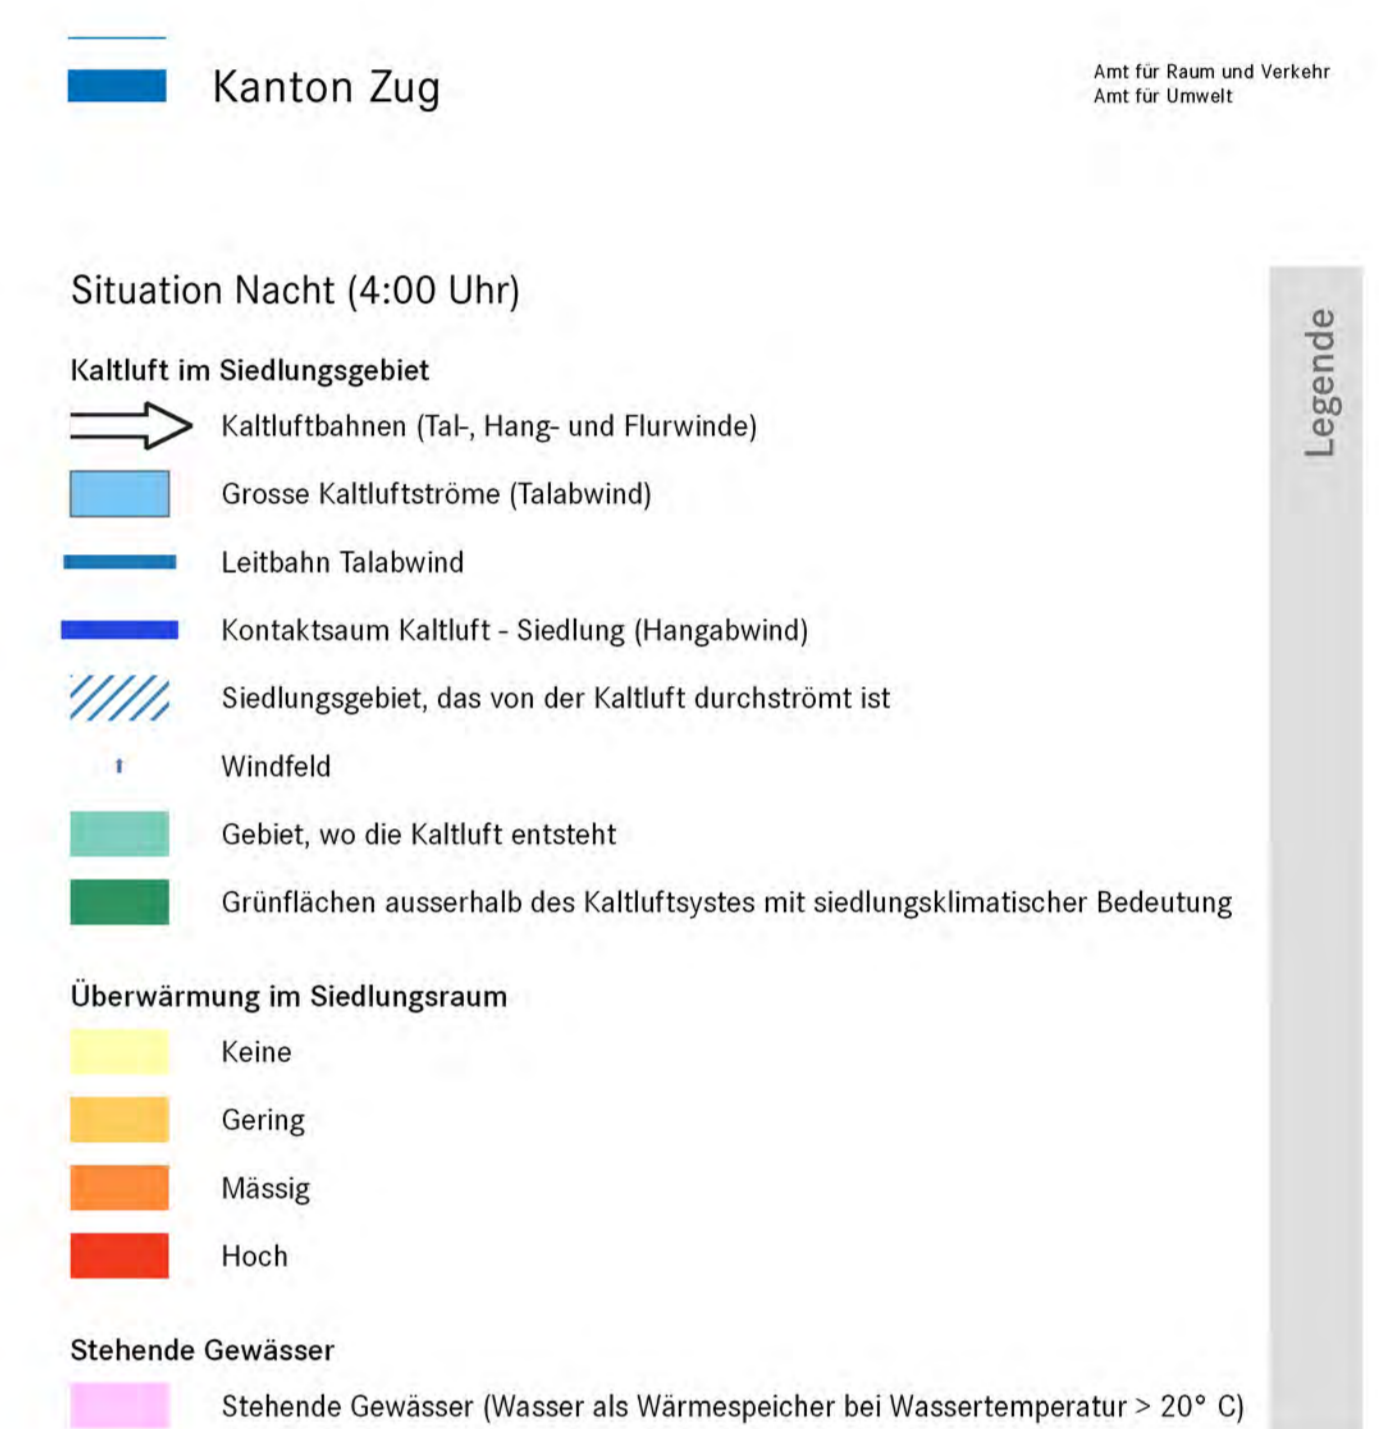 Kanton Zug
Amt für Raum und Verkehr
Amt für Umwelt
Situation Nacht (4:00 Uhr)
Legende
Kaltluft im Siedlungsgebiet
Kaltluftbahnen (Tal-, Hang- und Flurwinde)
Grosse Kaltluftströme (Talabwind)
Leitbahn Talabwind
Kontaktsaum Kaltluft - Siedlung (Hangabwind)
Siedlungsgebiet, das von der Kaltluft durchströmt ist
Windfeld
Gebiet, wo die Kaltluft entsteht
Grünflächen ausserhalb des Kaltluftsystes mit siedlungsklimatischer Bedeutung
Überwärmung im Siedlungsraum
Keine
Gering
Mässig
Hoch
Stehende Gewässer
Stehende Gewässer (Wasser als Wärmespeicher bei Wassertemperatur > 20° C)